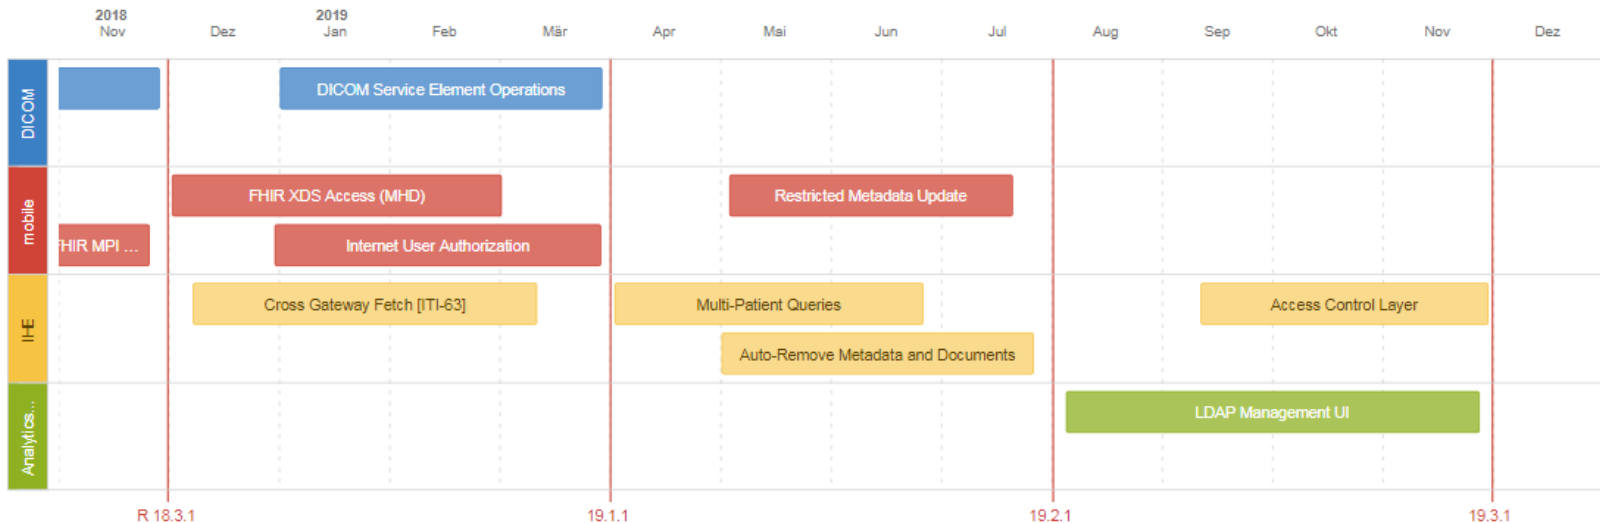 2018
2019
Nov Dez Jan Feb Mär Apr Mai Jun Jul Aug Sep Okt Nov Dez
DICOM
DICOM Service Element Operations
mobile
FHIR XDS Access (MHD) Restricted Metadata Update
FHIR MPI ... Internet User Authorization
IHE
Cross Gateway Fetch [ITI-63] Multi-Patient Queries Access Control Layer
Auto-Remove Metadata and Documents
Analytics...
LDAP Management UI
R 18.3.1 19.1.1 19.2.1 19.3.1